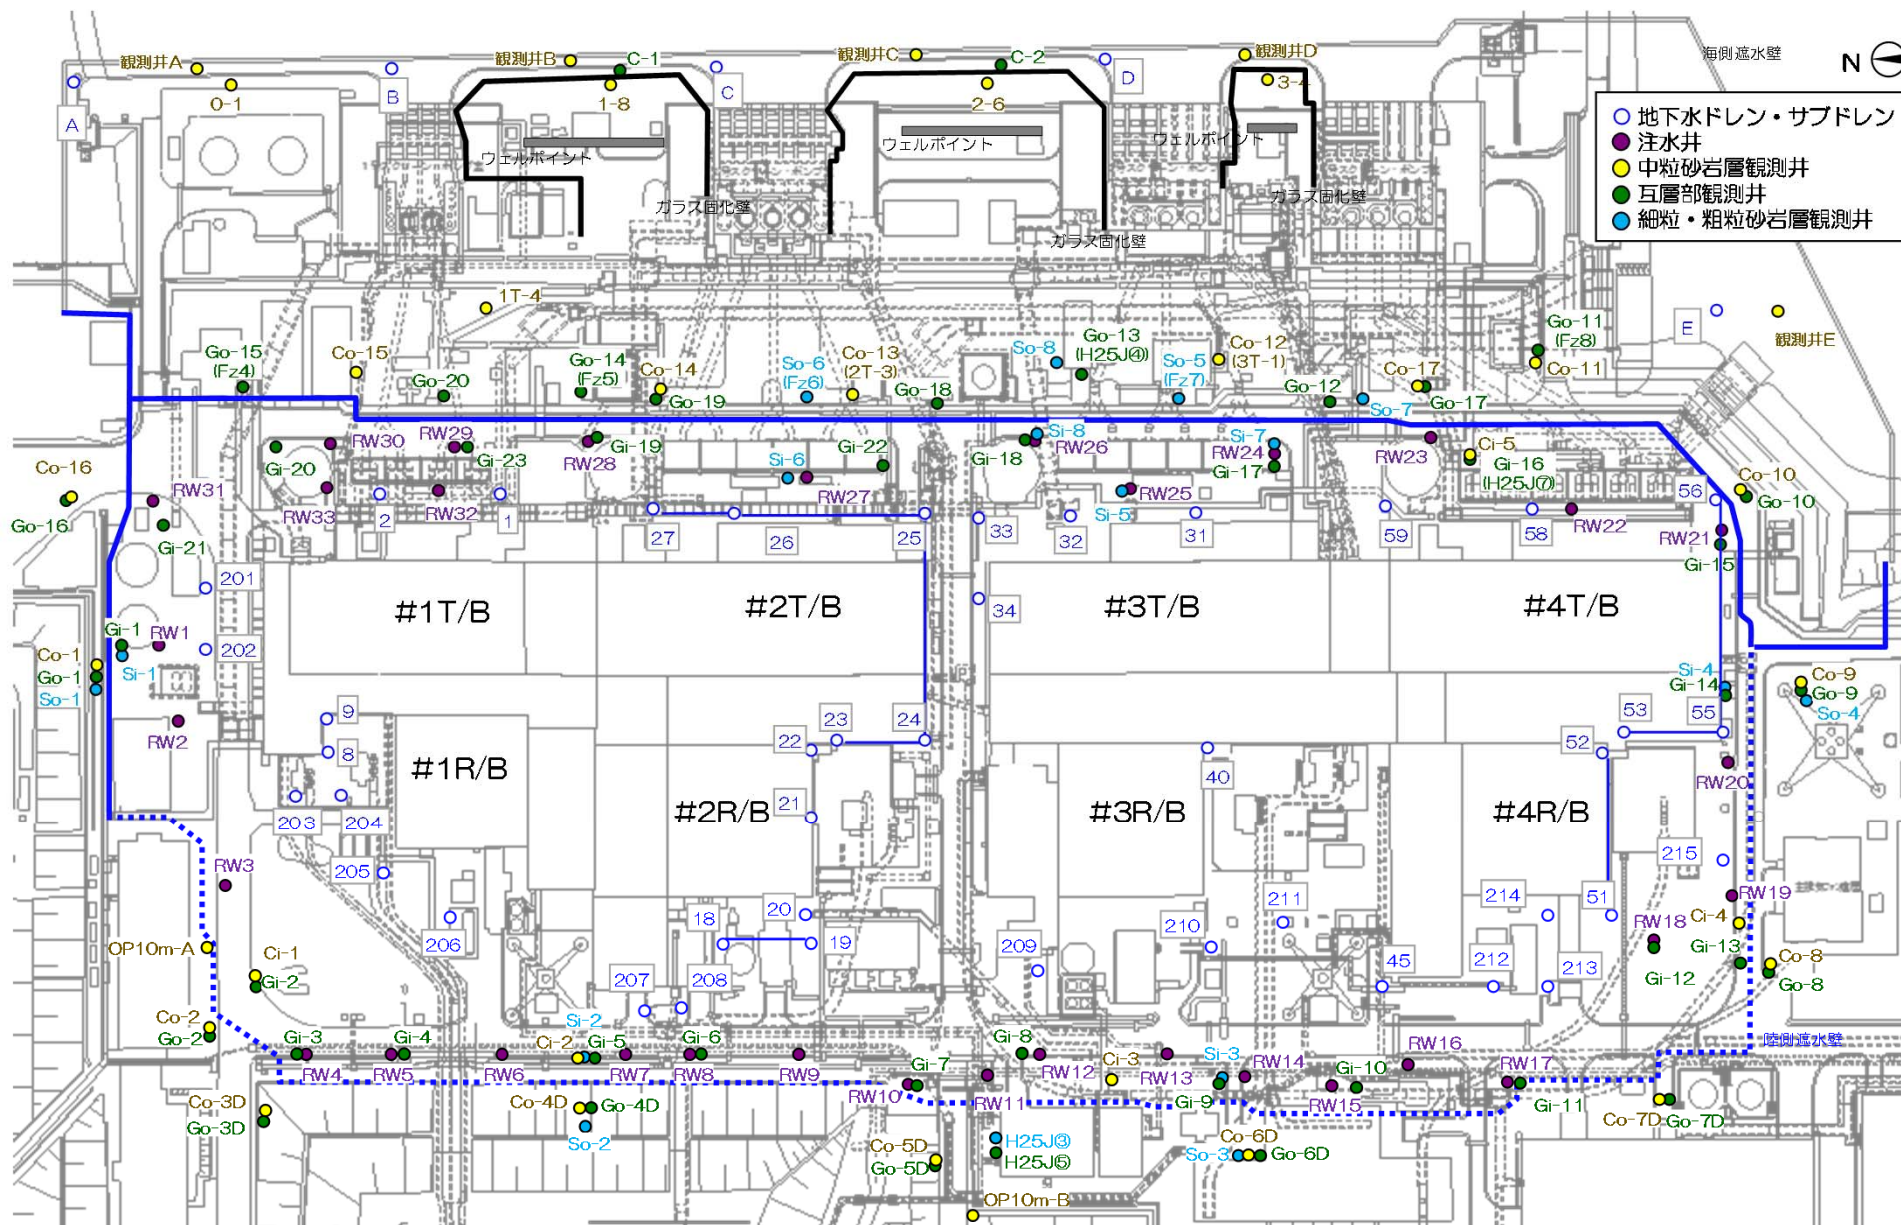 海側遮水壁
N
地下水ドレン・サブドレン
注水井
中粒砂岩層観測井
互層部観測井
細粒・粗粒砂岩層観測井
観測井A
観測井B
C-1
観測井C
C-2
観測井D
A
O-1
B
1-8
C
2-6
D
3-4
ウェルポイント
ウェルポイント
ウェルポイント
ガラス固化壁
ガラス固化壁
ガラス固化壁
1T-4
E
観測井E
Go-15
(Fz4)
Co-15
Go-20
Go-14
(Fz5)
Co-14
Go-19
So-6
(Fz6)
Co-13
(2T-3)
Go-18
So-8
Go-13
(H25J④)
So-5
(Fz7)
Co-12
(3T-1)
Go-12
So-7
Co-17
Go-17
Go-11
(Fz8)
Co-11
Co-16
Go-16
RW31
Gi-21
Gi-20
RW30
RW33
RW29
Gi-23
RW32
2
1
RW28
Gi-19
27
Si-6
RW27
26
Gi-22
25
Gi-18
Si-8
RW26
33
32
Si-5
RW25
31
Si-7
RW24
Gi-17
RW23
59
Ci-5
Gi-16
(H25J⑦)
58
RW22
56
Co-10
Go-10
RW21
Gi-15
201
202
#1T/B
#2T/B
34
#3T/B
#4T/B
Gi-1
RW1
Si-1
Co-1
Go-1
So-1
RW2
9
8
203
204
205
206
#1R/B
#2R/B
22
23
24
21
20
18
19
207
208
40
#3R/B
#4R/B
52
53
55
Si-4
Gi-14
Co-9
Go-9
So-4
RW20
215
RW19
51
214
211
210
209
45
212
213
RW18
Gi-12
Ci-4
Gi-13
Co-8
Go-8
RW3
OP10m-A
Ci-1
Gi-2
Co-2
Go-2
Gi-3
RW4
Gi-4
RW5
RW6
Si-2
Ci-2
Gi-5
RW7
Gi-6
RW8
RW9
Gi-7
RW10
Gi-8
RW11
RW12
Ci-3
RW13
Si-3
Gi-9
RW14
RW15
Gi-10
RW16
RW17
Gi-11
陸側遮水壁
Co-3D
Go-3D
Co-4D
Go-4D
So-2
Co-5D
Go-5D
H25J③
H25J⑤
OP10m-B
Co-6D
So-3
Go-6D
Co-7D
Go-7D